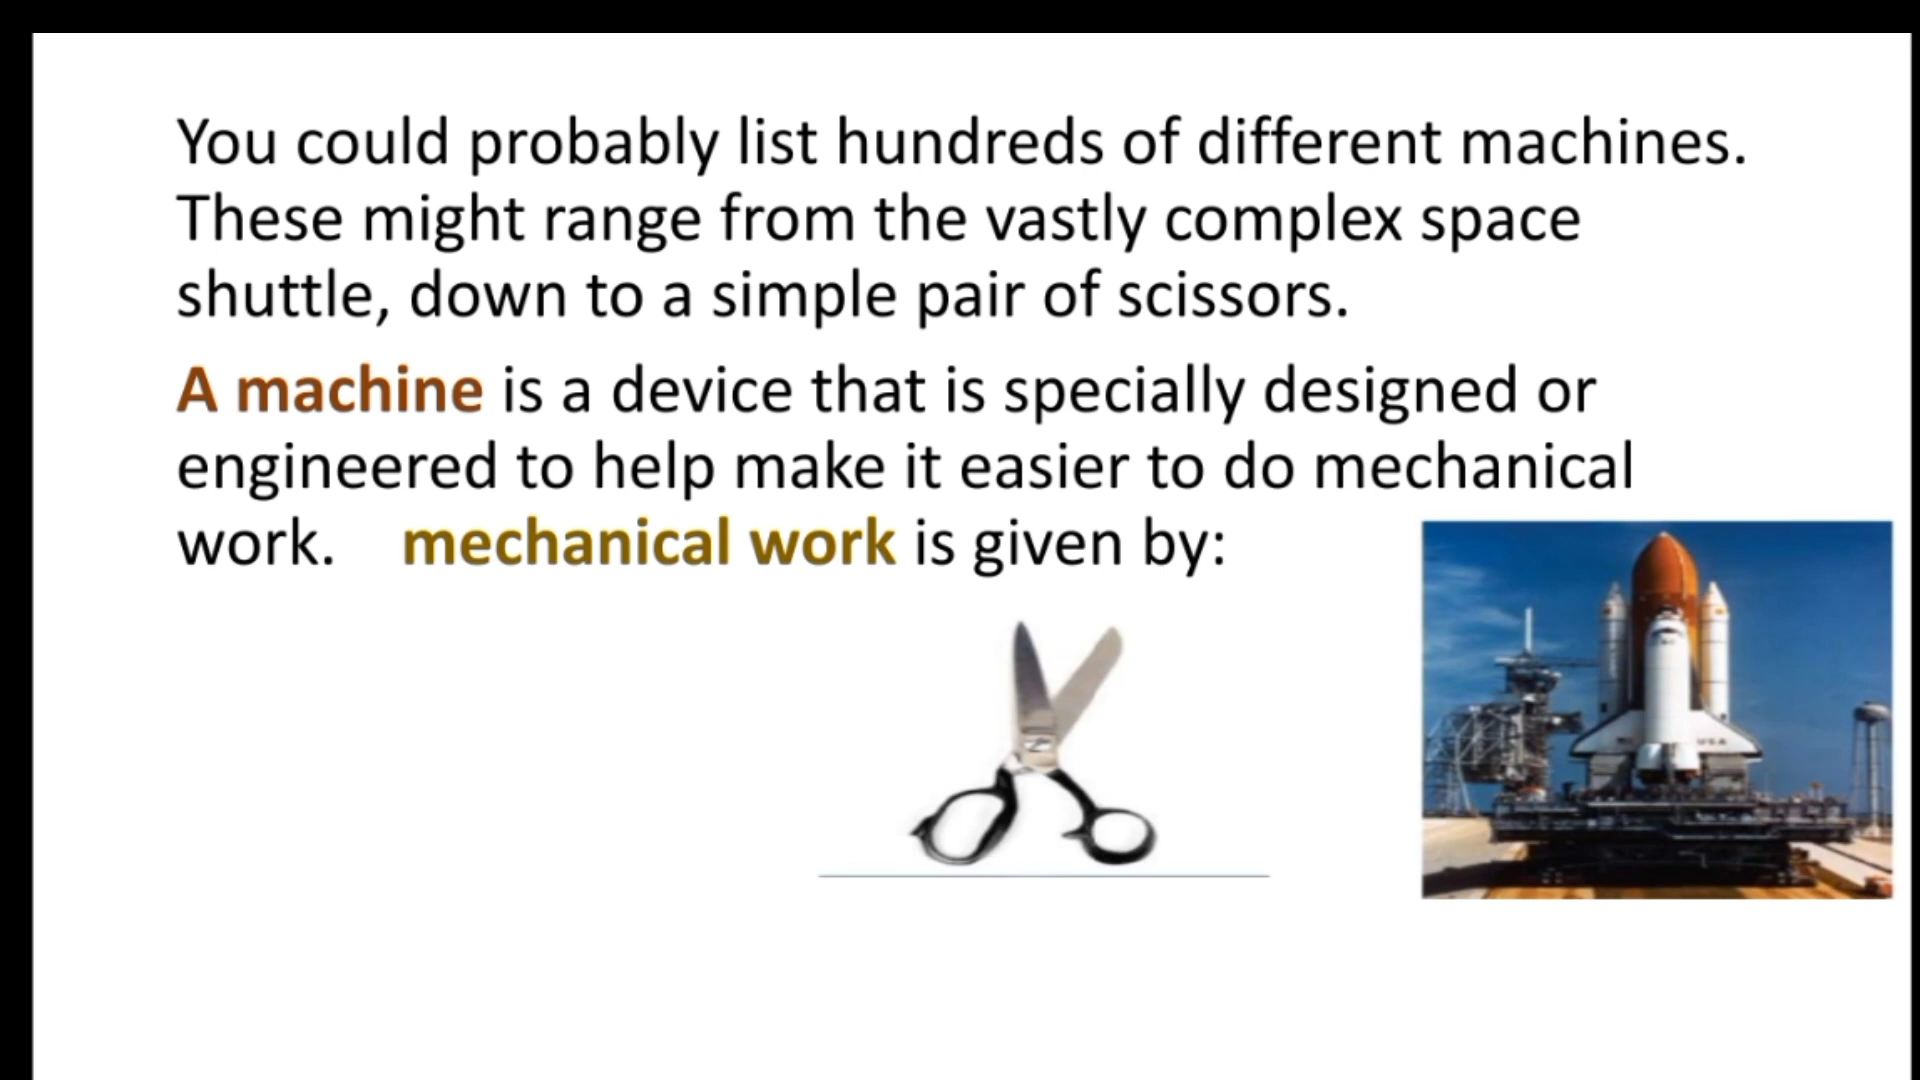 You could probably list hundreds of different machines.
These might range from the vastly complex space
shuttle, down to a simple pair of scissors.
A machine is a device that is specially designed or
engineered to help make it easier to do mechanical
work. mechanical work is given by:
USA